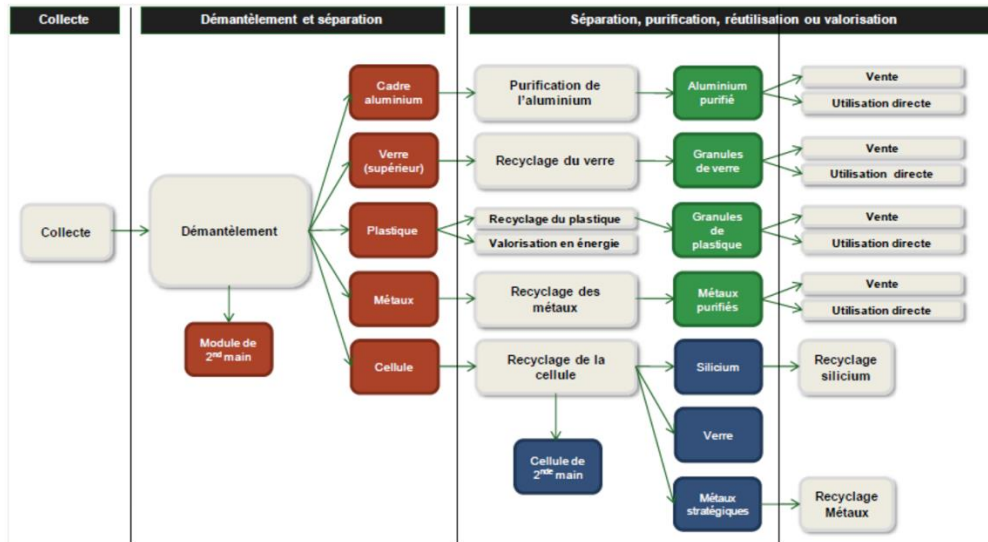 Collecte
Démantèlement et séparation
Séparation, purification, réutilisation ou valorisation
Collecte
Démantèlement
Module de
2nd main
Cadre
aluminium
Verre
(supérieur)
Plastique
Métaux
Cellule
Purification de
l'aluminium
Recyclage du verre
Recyclage du plastique
Valorisation en énergie
Recyclage des
métaux
Recyclage de la
cellule
Cellule de
2nde main
Aluminium
purifié
Granules
de verre
Granules
de
plastique
Métaux
purifiés
Silicium
Verre
Métaux
stratégiques
Vente
Utilisation directe
Vente
Utilisation directe
Vente
Utilisation directe
Vente
Utilisation directe
Recyclage
silicium
Recyclage
Métaux